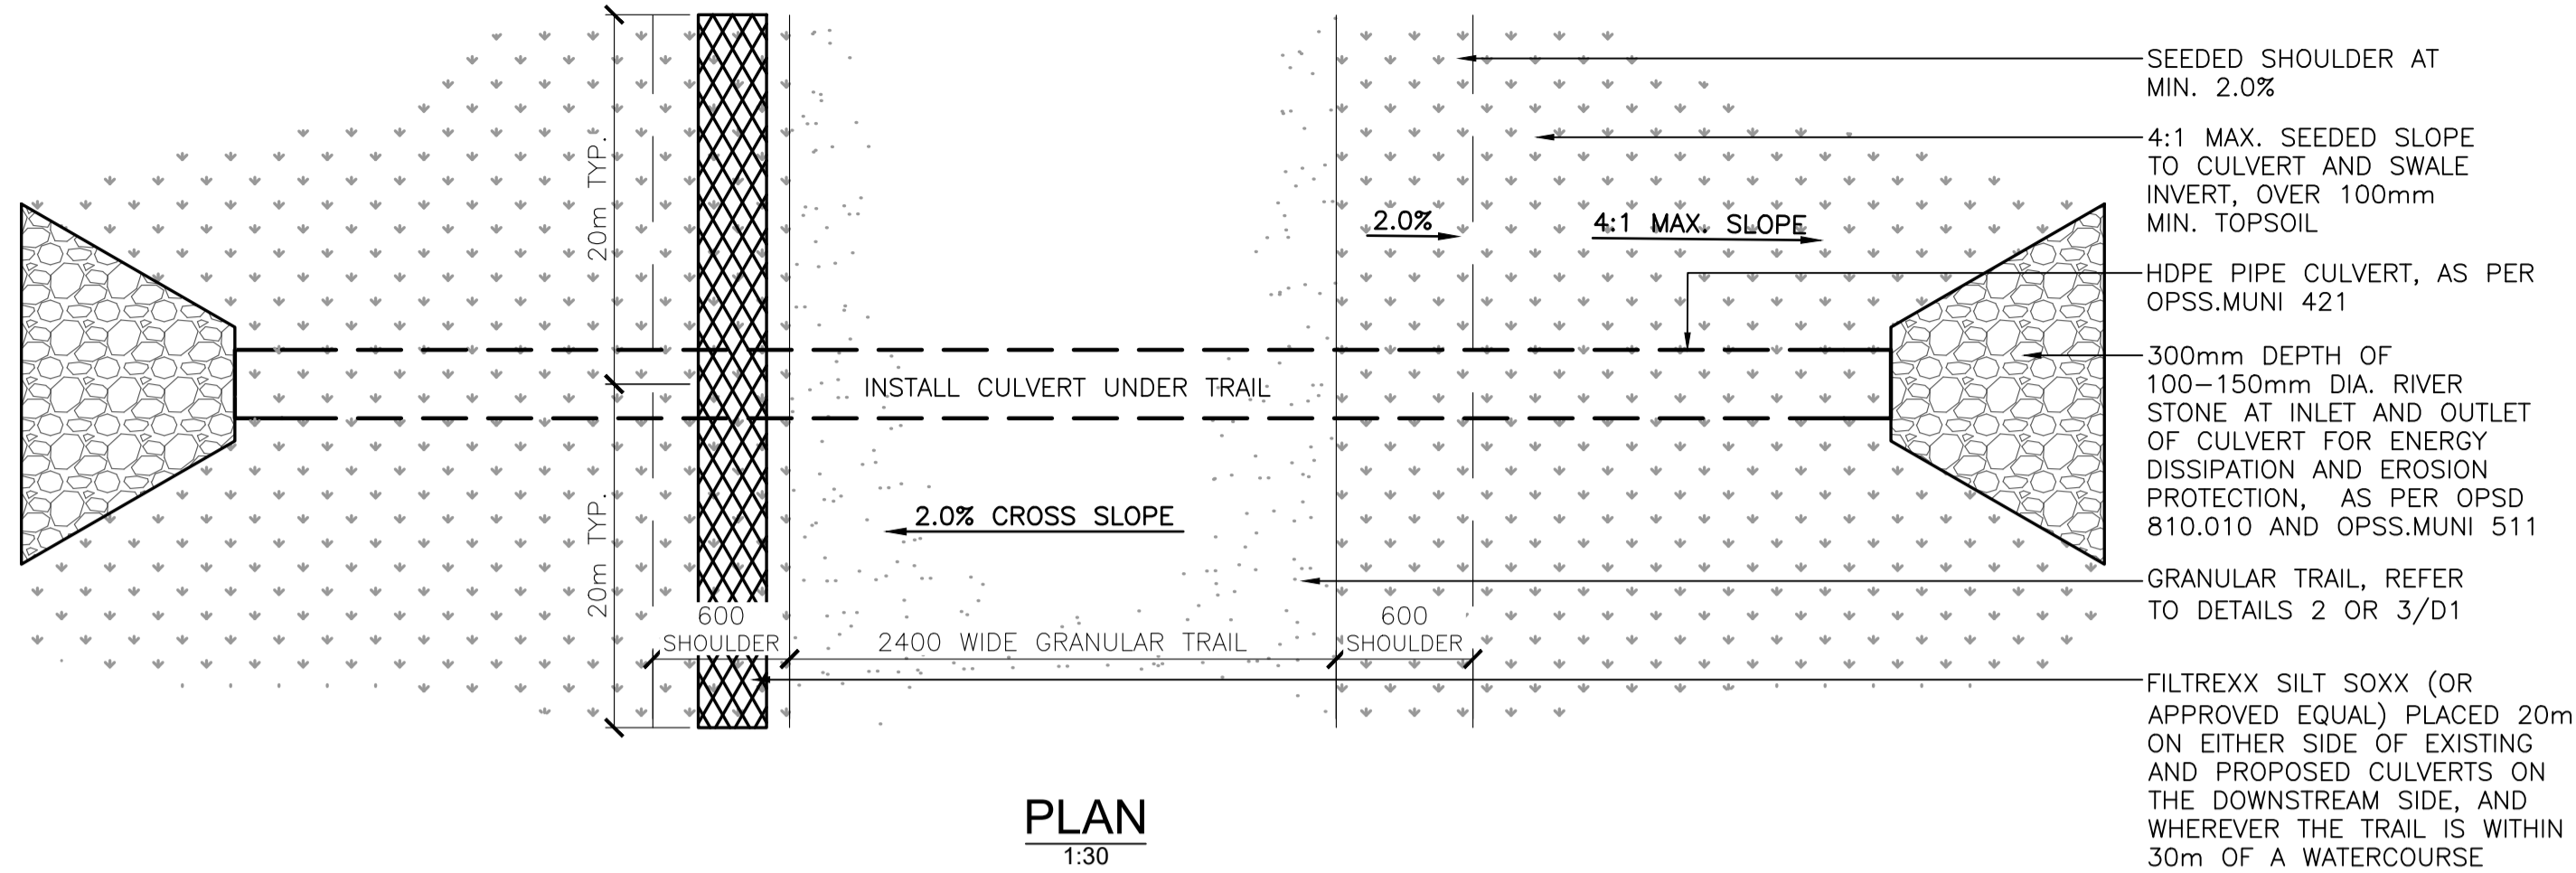 SEEDED SHOULDER AT
MIN. 2.0%
4:1 MAX. SEEDED SLOPE
TO CULVERT AND SWALE
INVERT, OVER 100mm
MIN. TOPSOIL
HDPE PIPE CULVERT, AS PER
OPSS.MUNI 421
300mm DEPTH OF
100-150mm DIA. RIVER
STONE AT INLET AND OUTLET
OF CULVERT FOR ENERGY
DISSIPATION AND EROSION
PROTECTION, AS PER OPSD
810.010 AND OPSS.MUNI 511
GRANULAR TRAIL, REFER
TO DETAILS 2 OR 3/D1
FILTREXX SILT SOXX (OR
APPROVED EQUAL) PLACED 20m
ON EITHER SIDE OF EXISTING
AND PROPOSED CULVERTS ON
THE DOWNSTREAM SIDE, AND
WHEREVER THE TRAIL IS WITHIN
30m OF A WATERCOURSE
20m TYP.
20m TYP.
2.0%
4:1 MAX. SLOPE
INSTALL CULVERT UNDER TRAIL
2.0% CROSS SLOPE
600
SHOULDER
2400 WIDE GRANULAR TRAIL
600
SHOULDER
PLAN
1:30